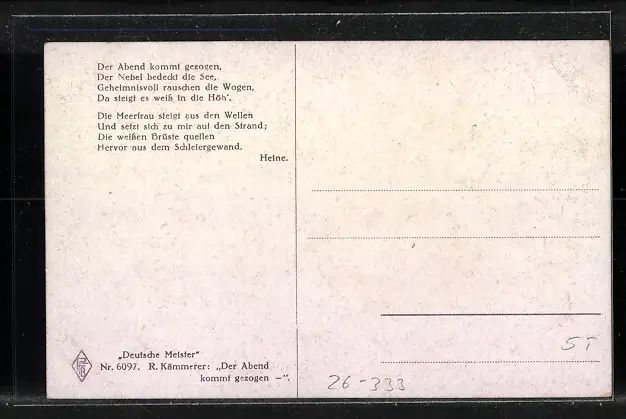 Der Abend kommt gezogen,
Der Nebel bedeckt die See,
Geheimnisvoll rauschen die Wogen,
Da steigt es weiß in die Höh'.
Die Meerfrau steigt aus den Wellen
Und setzt sich zu mir auf den Strand;
Die weißen Brüste quellen
Hervor aus dem Schleiergewand.
Heine.
„Deutsche Meister"
Nr. 6097. R. Kämmerer: „Der Abend
kommt gezogen —".
26-333
5T